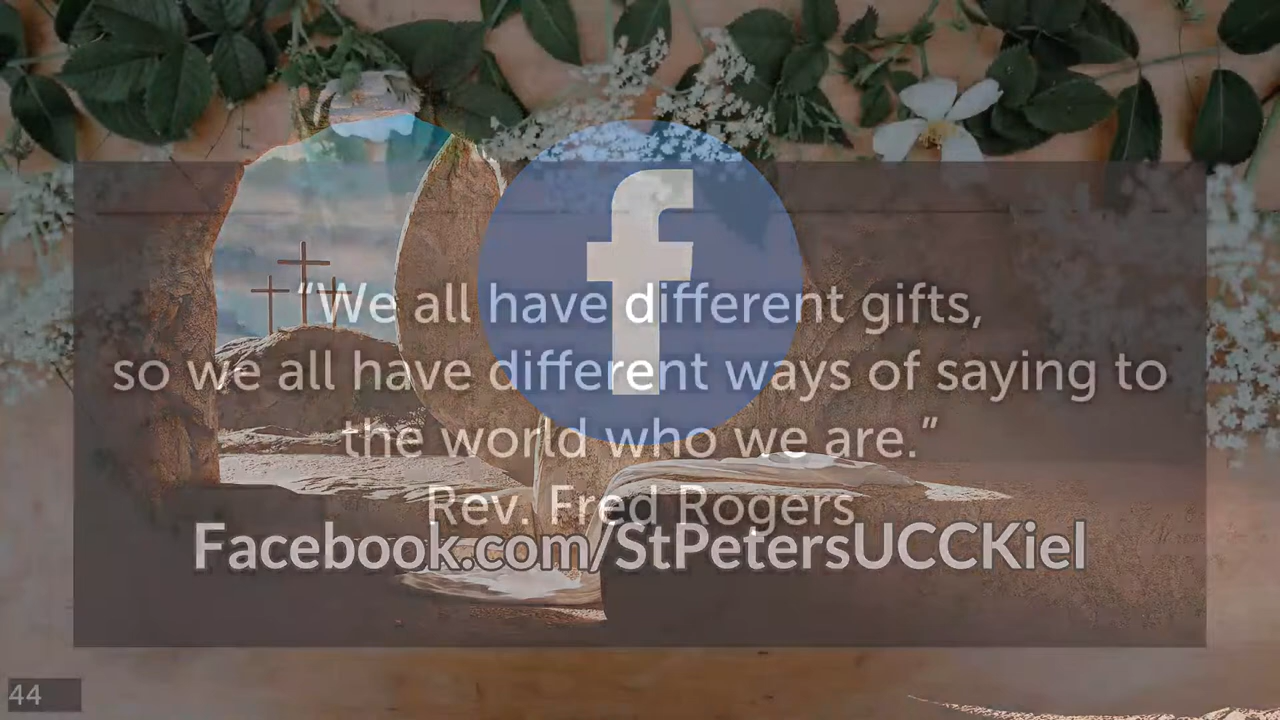 “We all have different gifts,
so we all have different ways of saying to
the world who we are.”
Rev. Fred Rogers
Facebook.com/StPetersUCCKiel
44